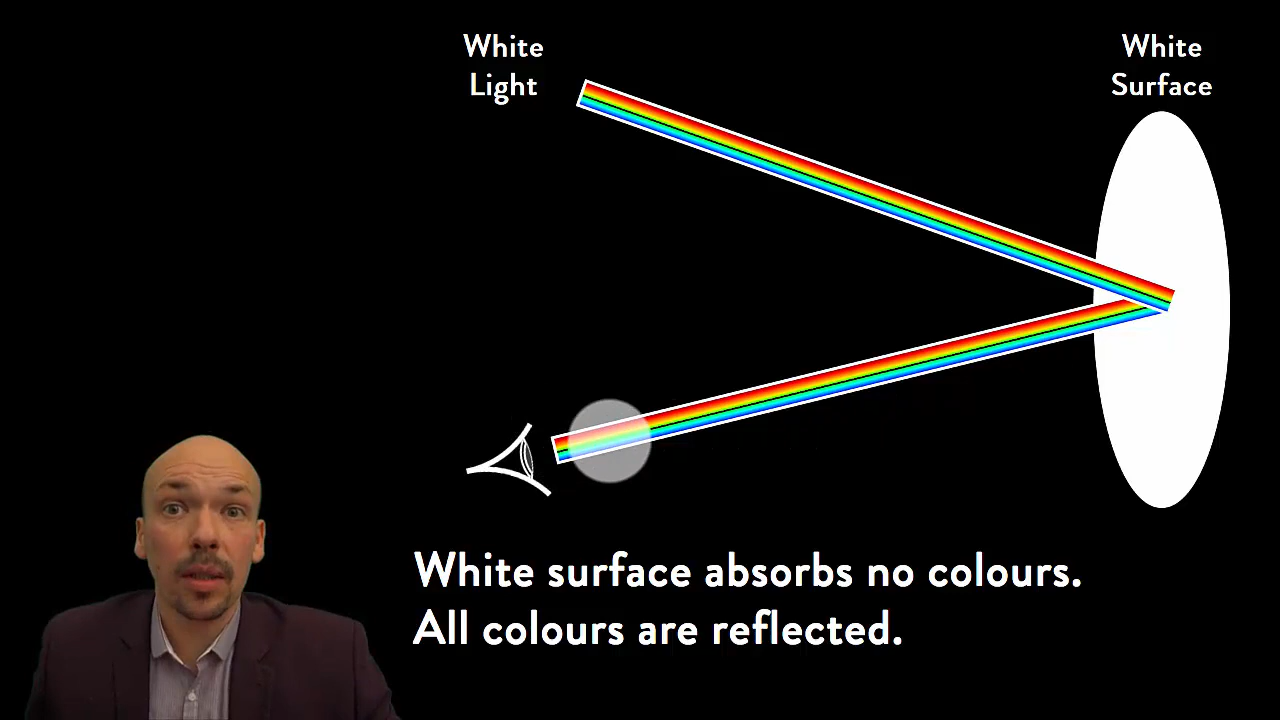 White
Light
White
Surface
White surface absorbs no colours.
All colours are reflected.